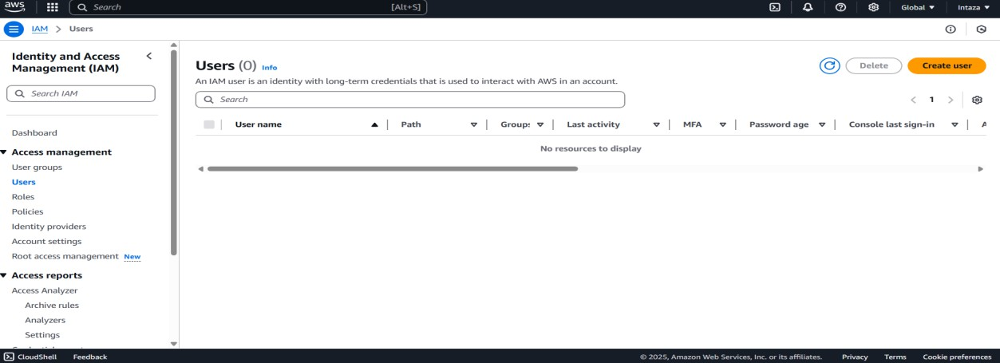 aws
Search [Alt+S] Global Intaza
IAM > Users
Identity and Access
Management (IAM)
Search IAM
Dashboard
Access management
User groups
Users
Roles
Policies
Identity providers
Account settings
Root access management New
Access reports
Access Analyzer
Archive rules
Analyzers
Settings
Users (0) Info
Delete Create user
An IAM user is an identity with long-term credentials that is used to interact with AWS in an account.
Search
1
User name Path Groups Last activity MFA Password age Console last sign-in
No resources to display
CloudShell Feedback © 2025, Amazon Web Services, Inc. or its affiliates. Privacy Terms Cookie preferences